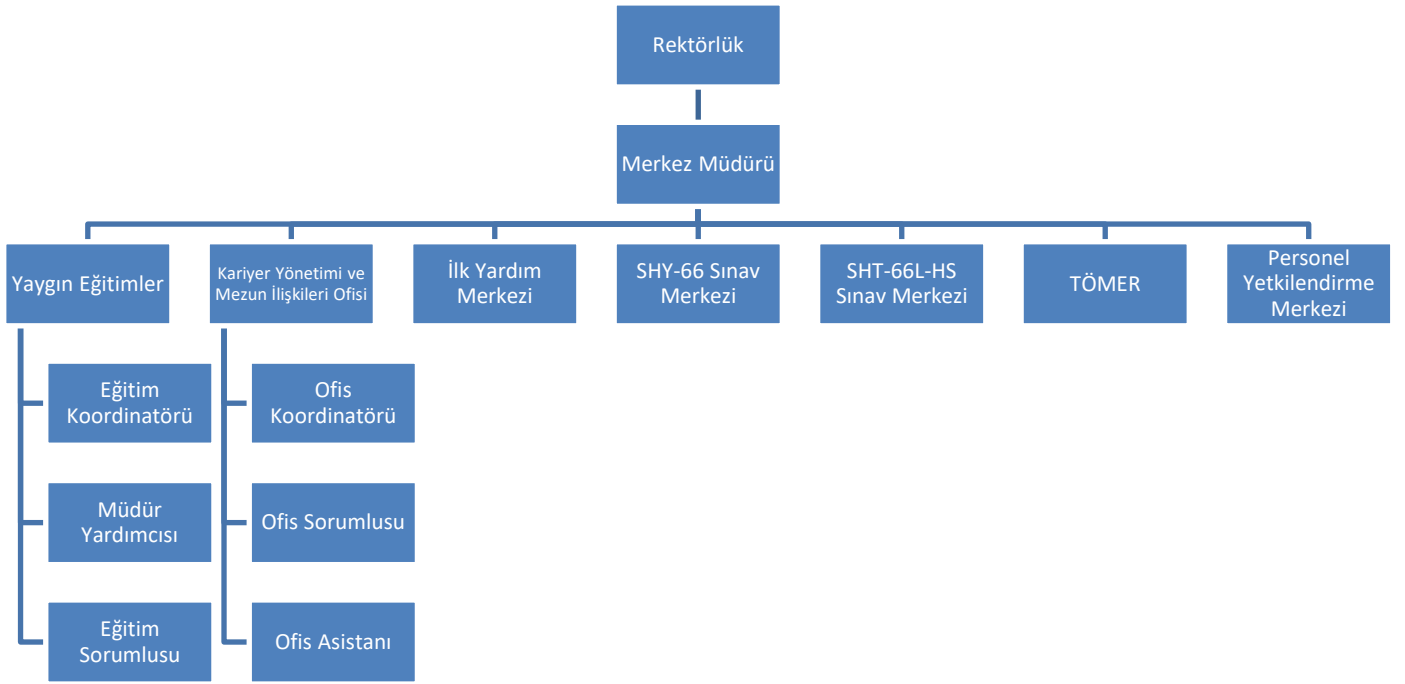 Rektörlük
Merkez Müdürü
Yaygın Eğitimler
Kariyer Yönetimi ve
Mezun İlişkileri Ofisi
İlk Yardım
Merkezi
SHY-66 Sınav
Merkezi
SHT-66L-HS
Sınav Merkezi
TÖMER
Personel
Yetkilendirme
Merkezi
Eğitim
Koordinatörü
Müdür
Yardımcısı
Eğitim
Sorumlusu
Ofis
Koordinatörü
Ofis Sorumlusu
Ofis Asistanı